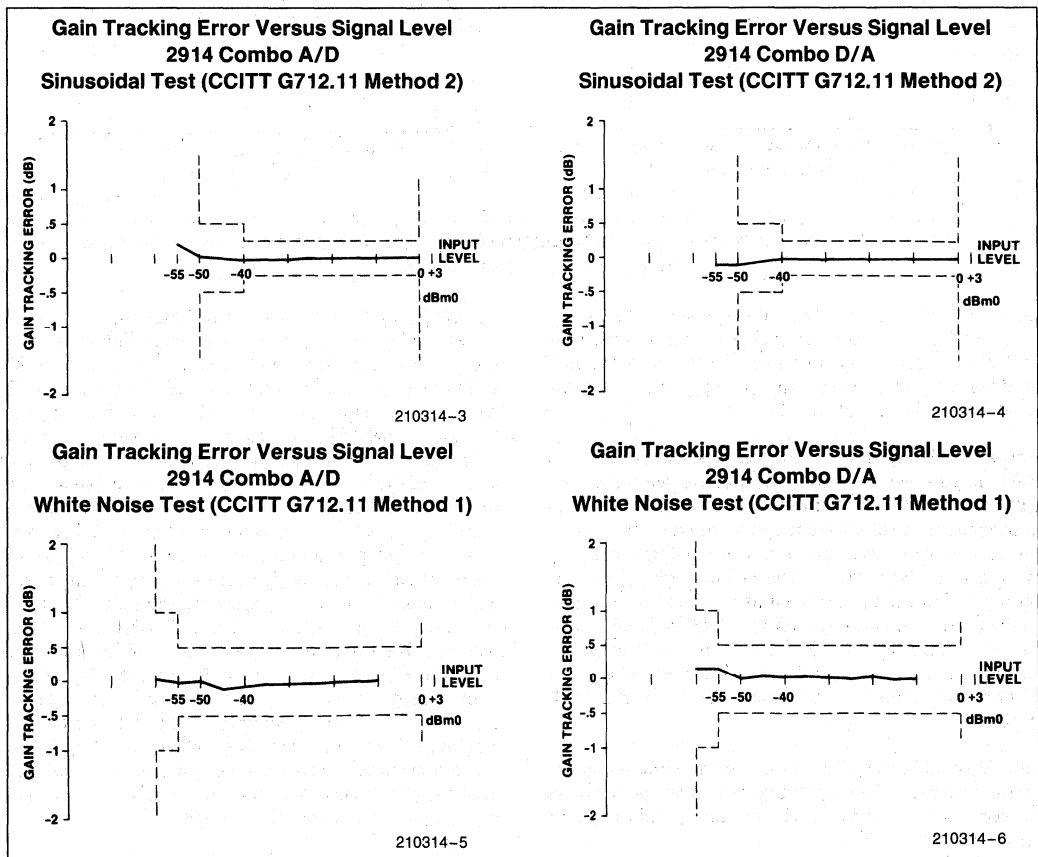 Gain Tracking Error Versus Signal Level
2914 Combo A/D
Sinusoidal Test (CCITT G712.11 Method 2)
2
1
.5
0
-.5
-1
-2
GAIN TRACKING ERROR (dB)
-55 -50 -40 0 +3
INPUT
LEVEL
dBm0
210314-3
Gain Tracking Error Versus Signal Level
2914 Combo D/A
Sinusoidal Test (CCITT G712.11 Method 2)
2
1
.5
0
-.5
-1
-2
GAIN TRACKING ERROR (dB)
-55 -50 -40 0 +3
INPUT
LEVEL
dBm0
210314-4
Gain Tracking Error Versus Signal Level
2914 Combo A/D
White Noise Test (CCITT G712.11 Method 1)
2
1
.5
0
-.5
-1
-2
GAIN TRACKING ERROR (dB)
-55 -50 -40 0 +3
INPUT
LEVEL
dBm0
210314-5
Gain Tracking Error Versus Signal Level
2914 Combo D/A
White Noise Test (CCITT G712.11 Method 1)
2
1
.5
0
-.5
-1
-2
GAIN TRACKING ERROR (dB)
-55 -50 -40 0 +3
INPUT
LEVEL
dBm0
210314-6